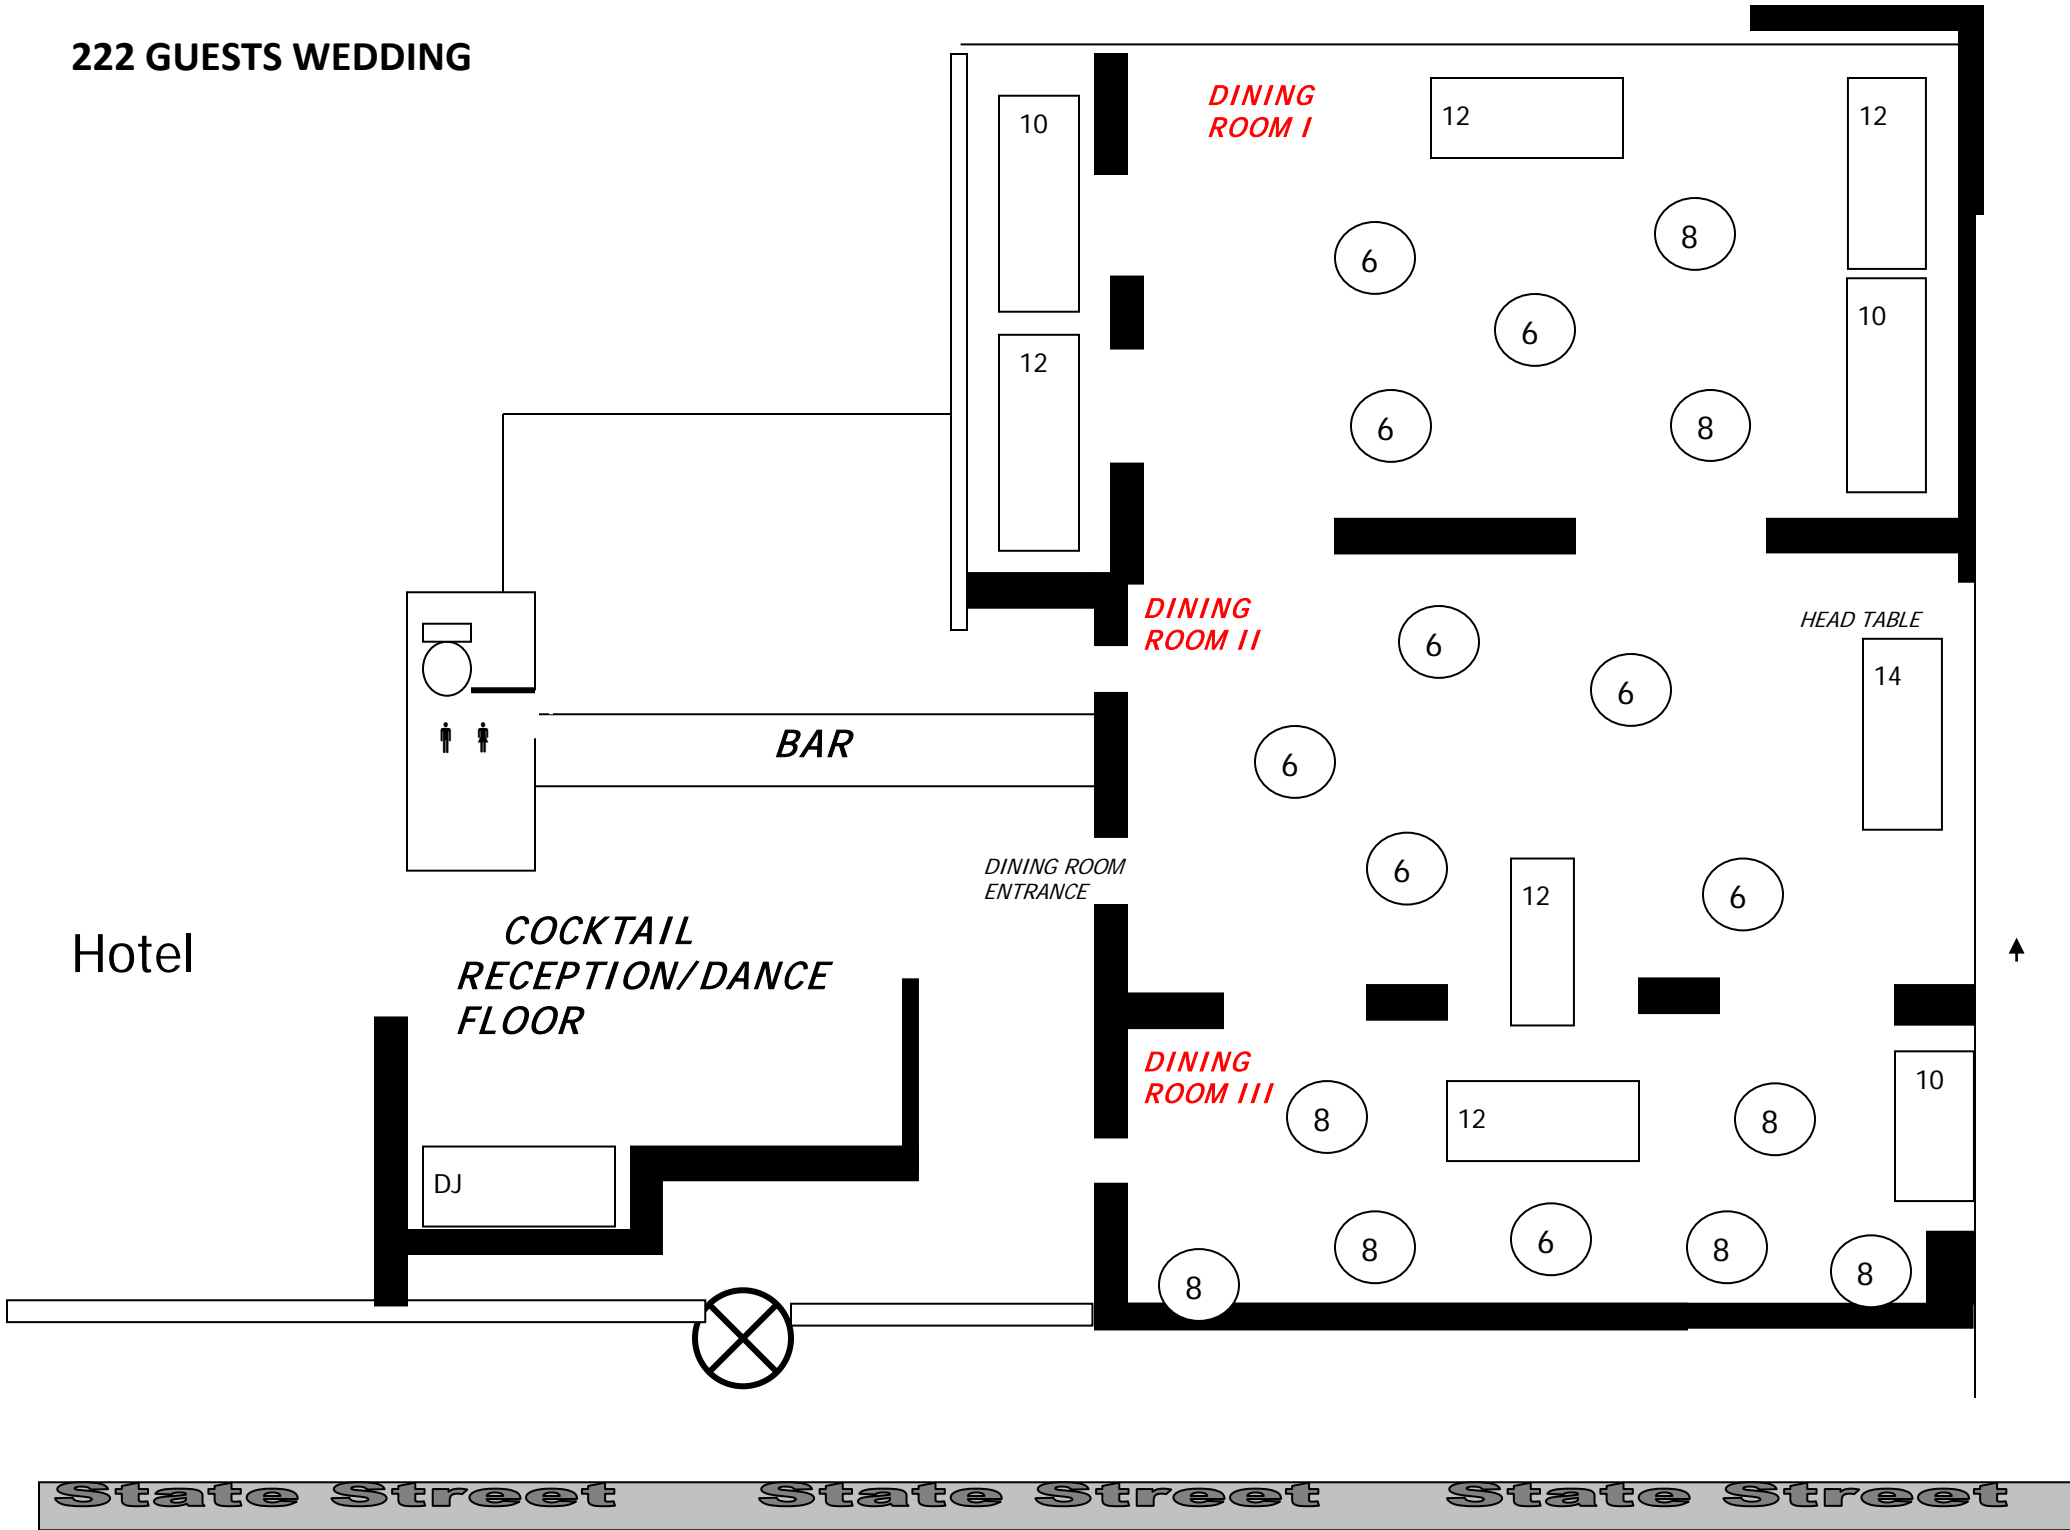 222 GUESTS WEDDING
DINING
ROOM I
10
12
12
12
10
6
8
6
6
8
DINING
ROOM II
HEAD TABLE
6
6
14
6
BAR
DINING ROOM
ENTRANCE
6
12
6
Hotel
COCKTAIL
RECEPTION/DANCE
FLOOR
DINING
ROOM III
8
12
8
10
DJ
8
8
6
8
8
State Street State Street State Street